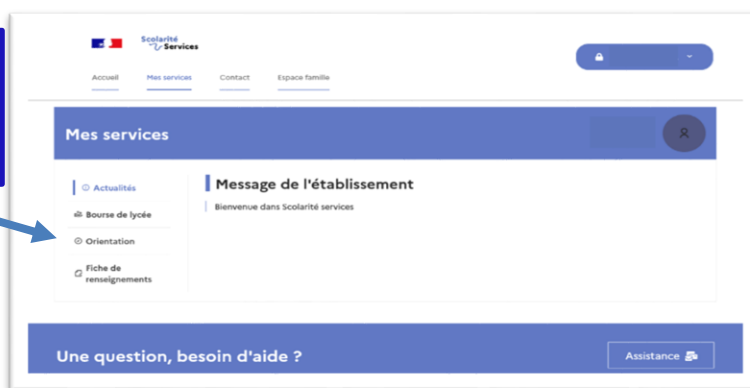 Scolarité
Services
Accueil
Mes services
Contact
Espace famille
Mes services
Actualités
Bourse de lycée
Orientation
Fiche de
renseignements
Message de l'établissement
Bienvenue dans Scolarité services
Une question, besoin d'aide ?
Assistance